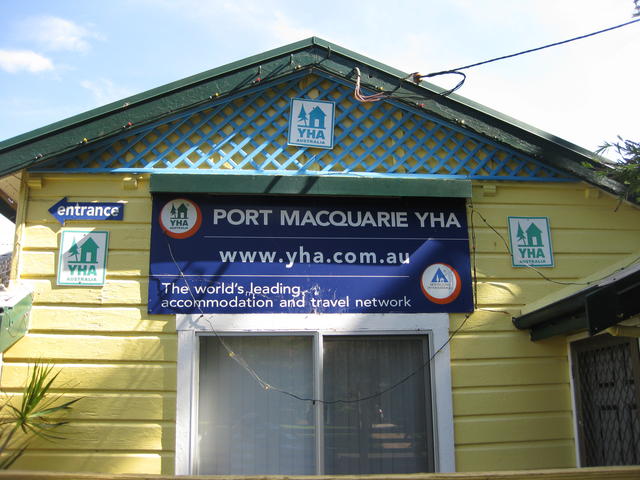 YHA
AUSTRALIA
entrance
YHA
AUSTRALIA
YHA
PORT MACQUARIE YHA
www.yha.com.au
The world's leading
accommodation and travel network
YHA
AUSTRALIA